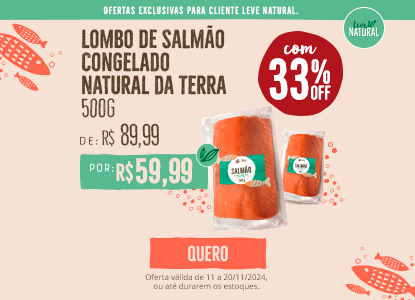 OFERTAS EXCLUSIVAS PARA CLIENTE LEVE NATURAL.
leve
NATURAL
LOMBO DE SALMÃO
CONGELADO
NATURAL DA TERRA
500G
com
33% OFF
DE: R$ 89,99
POR: R$59,99
SALMÃO
SALMÃO
QUERO
Oferta válida de 11 a 20/11/2024,
ou até durarem os estoques.